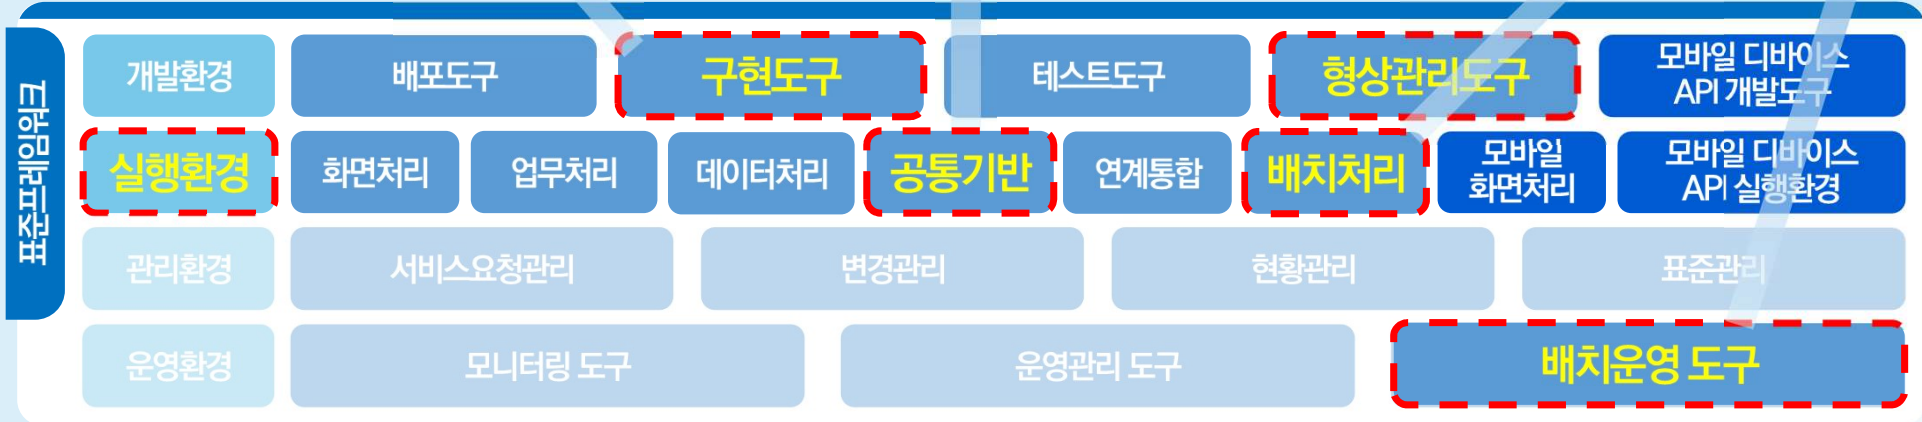 표준프레임워크
개발환경
배포도구
구현도구
테스트도구
형상관리도구
모바일 디바이스
API 개발도구
실행환경
화면처리
업무처리
데이터처리
공통기반
연계통합
배치처리
모바일
화면처리
모바일 디바이스
API 실행환경
관리환경
서비스요청관리
변경관리
현황관리
표준관리
운영환경
모니터링 도구
운영관리 도구
배치운영 도구